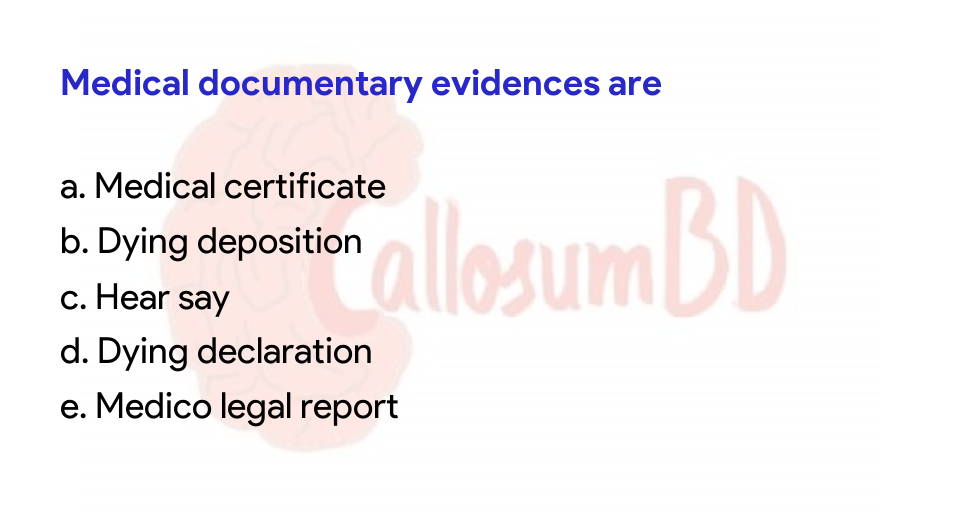 Medical documentary evidences are
a. Medical certificate
b. Dying deposition
c. Hear say
d. Dying declaration
e. Medico legal report
CallosumBD